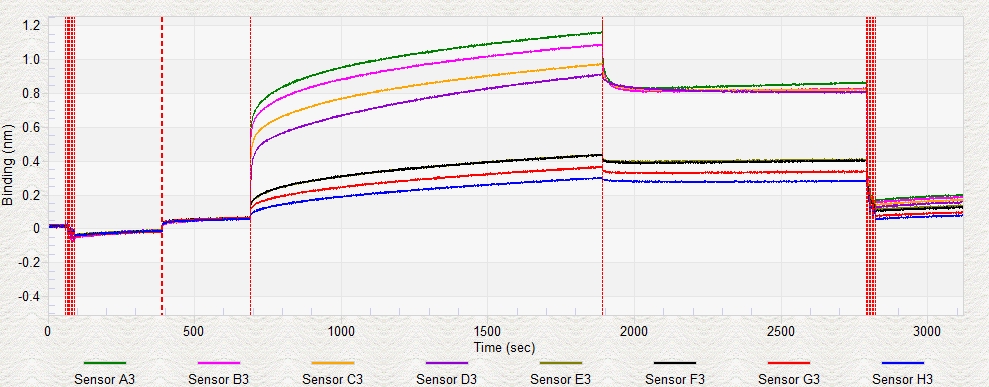 Binding (nm)
1.2
1.0
0.8
0.6
0.4
0.2
0
-0.2
-0.4
0 500 1000 1500 2000 2500 3000
Time (sec)
Sensor A3 Sensor B3 Sensor C3 Sensor D3 Sensor E3 Sensor F3 Sensor G3 Sensor H3